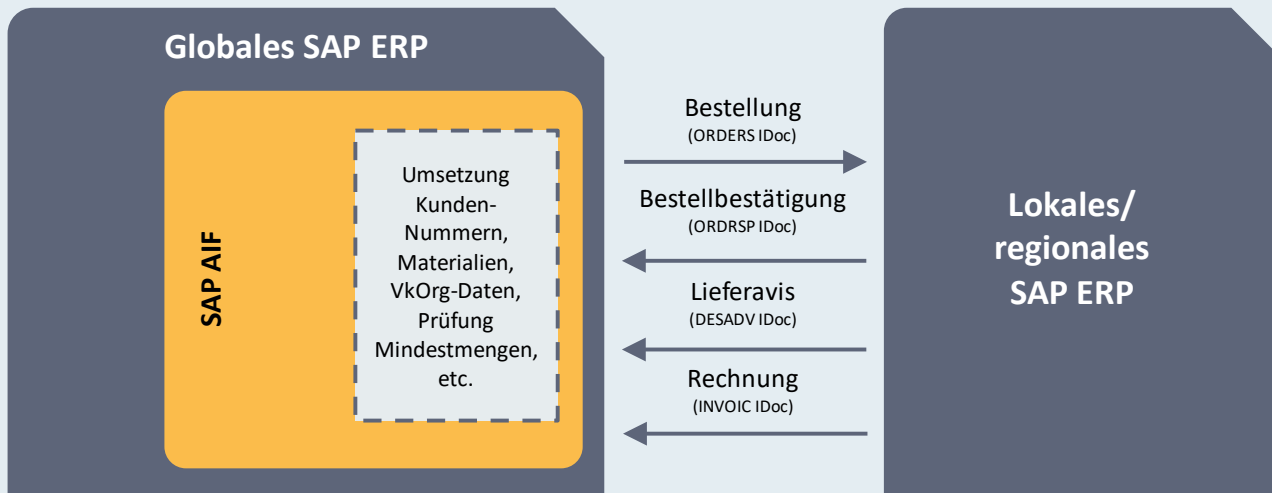 Globales SAP ERP
SAP AIF
Umsetzung
Kunden-
Nummern,
Materialien,
VkOrg-Daten,
Prüfung
Mindestmengen,
etc.
Bestellung
(ORDERS IDoc)
Bestellbestätigung
(ORDRSP IDoc)
Lieferavis
(DESADV IDoc)
Rechnung
(INVOIC IDoc)
Lokales/
regionales
SAP ERP